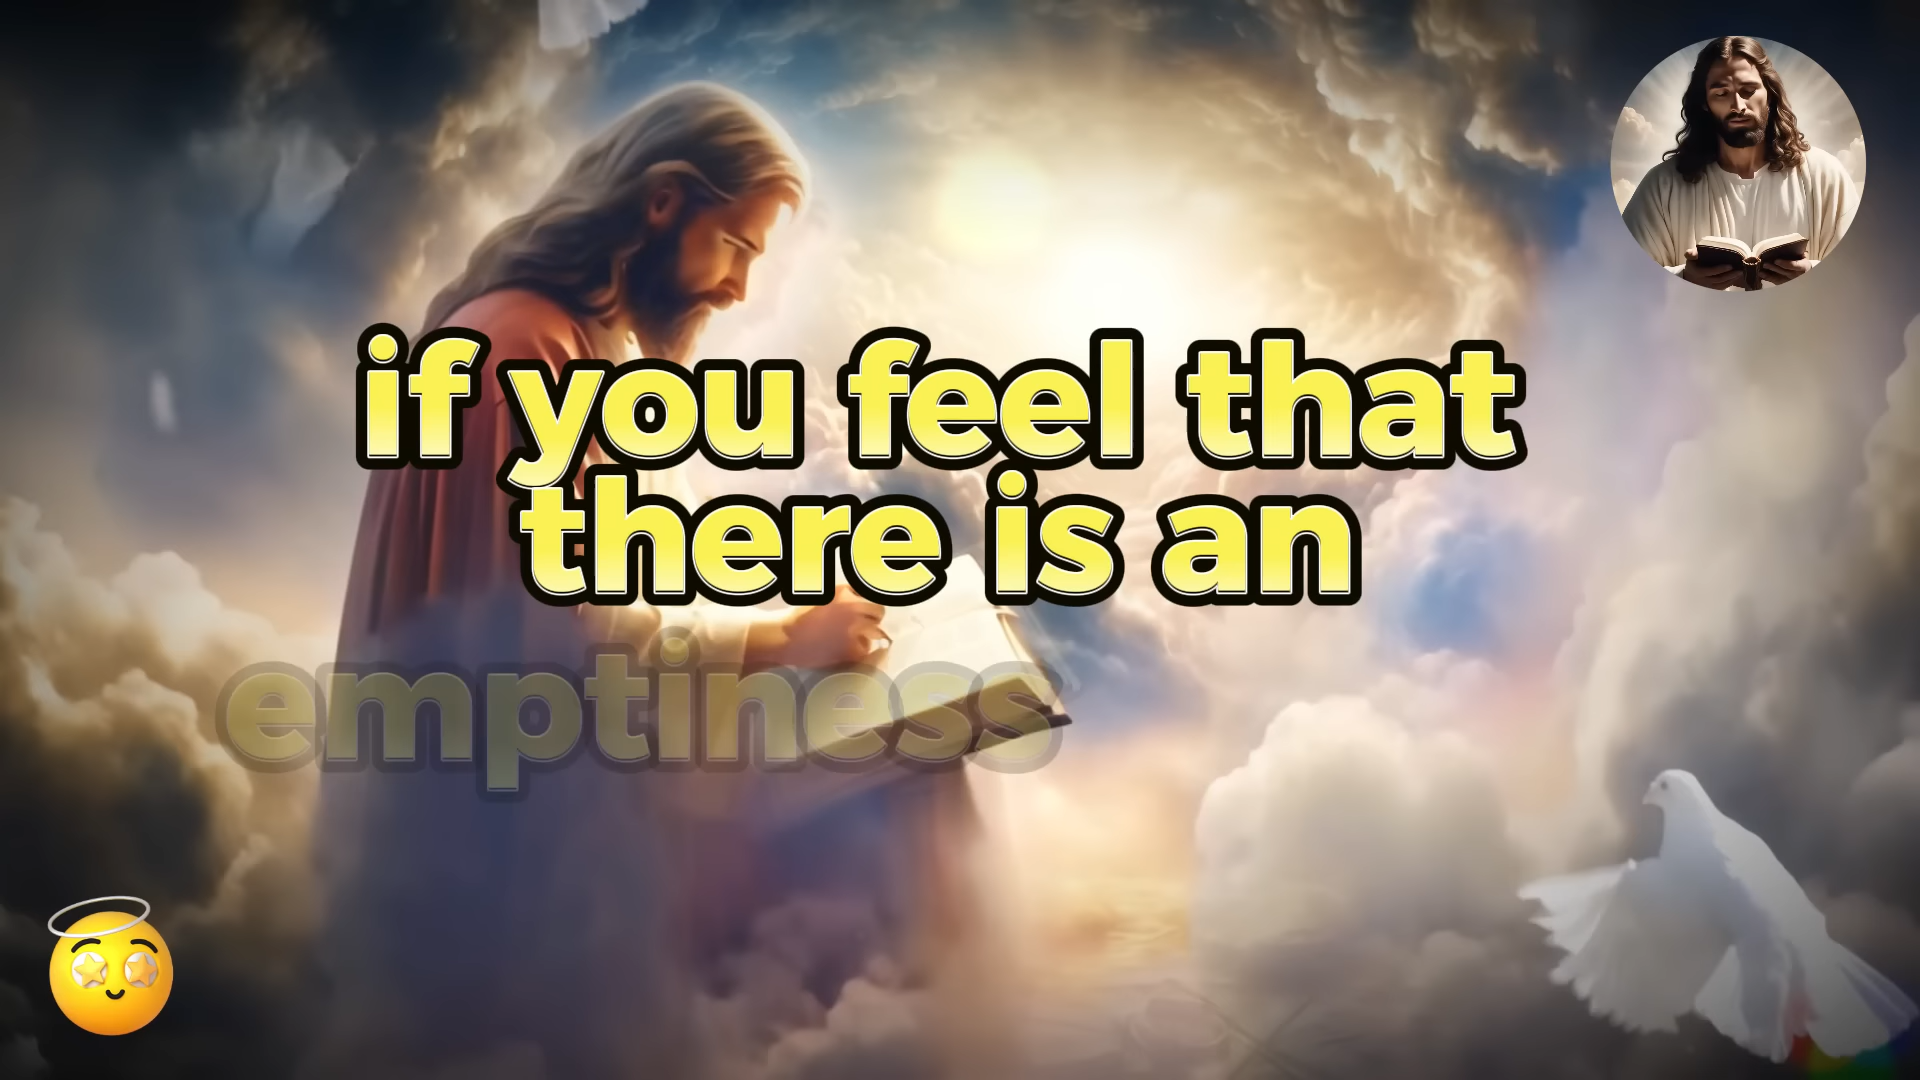 if you feel that
there is an
emptiness